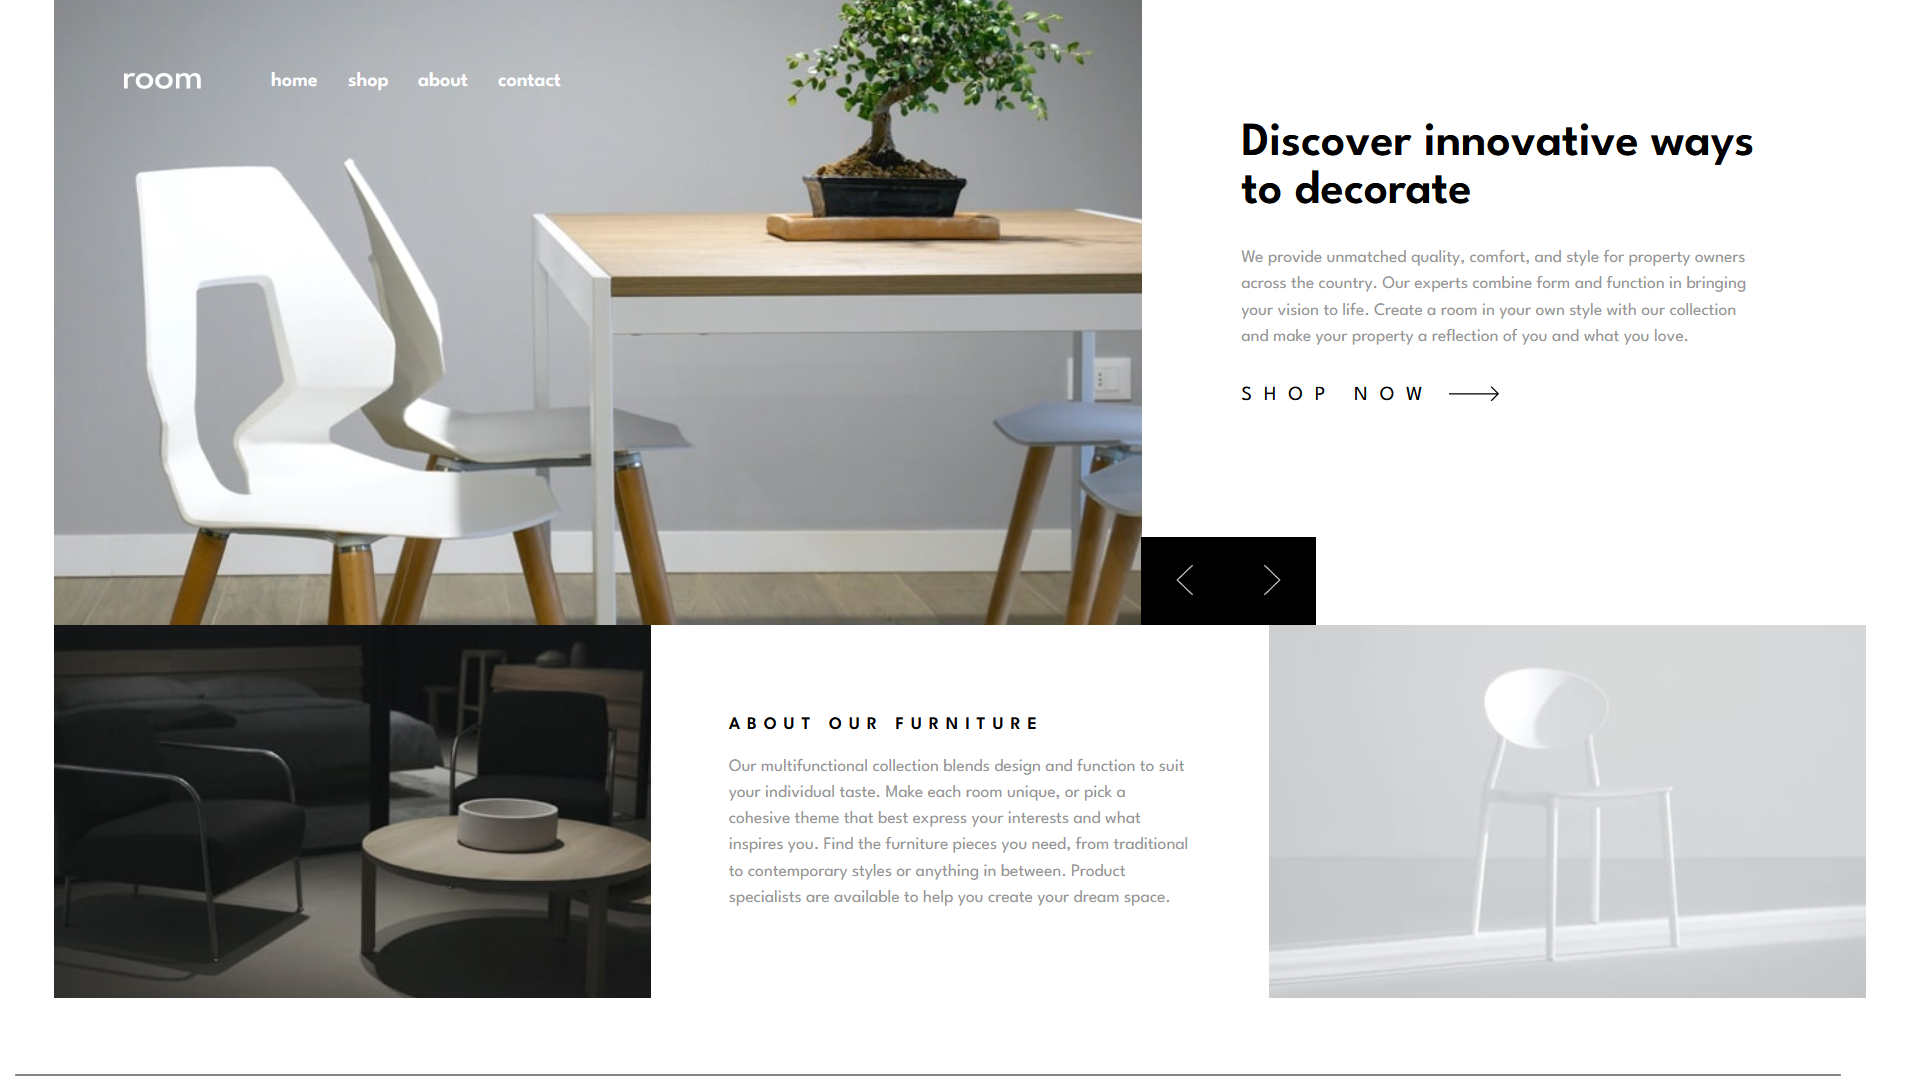 room home shop about contact
Discover innovative ways
to decorate
We provide unmatched quality, comfort, and style for property owners
across the country. Our experts combine form and function in bringing
your vision to life. Create a room in your own style with our collection
and make your property a reflection of you and what you love.
SHOP NOW
ABOUT OUR FURNITURE
Our multifunctional collection blends design and function to suit
your individual taste. Make each room unique, or pick a
cohesive theme that best express your interests and what
inspires you. Find the furniture pieces you need, from traditional
to contemporary styles or anything in between. Product
specialists are available to help you create your dream space.